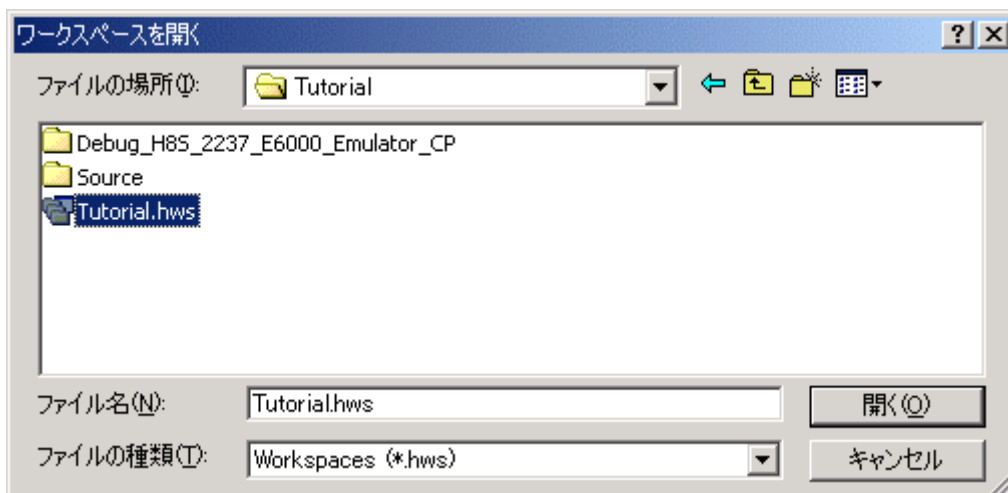 ワークスペースを開く
ファイルの場所(I): Tutorial
Debug_H8S_2237_E6000_Emulator_CP
Source
Tutorial.hws
ファイル名(N): Tutorial.hws 開く(O)
ファイルの種類(T): Workspaces (*.hws) キャンセル